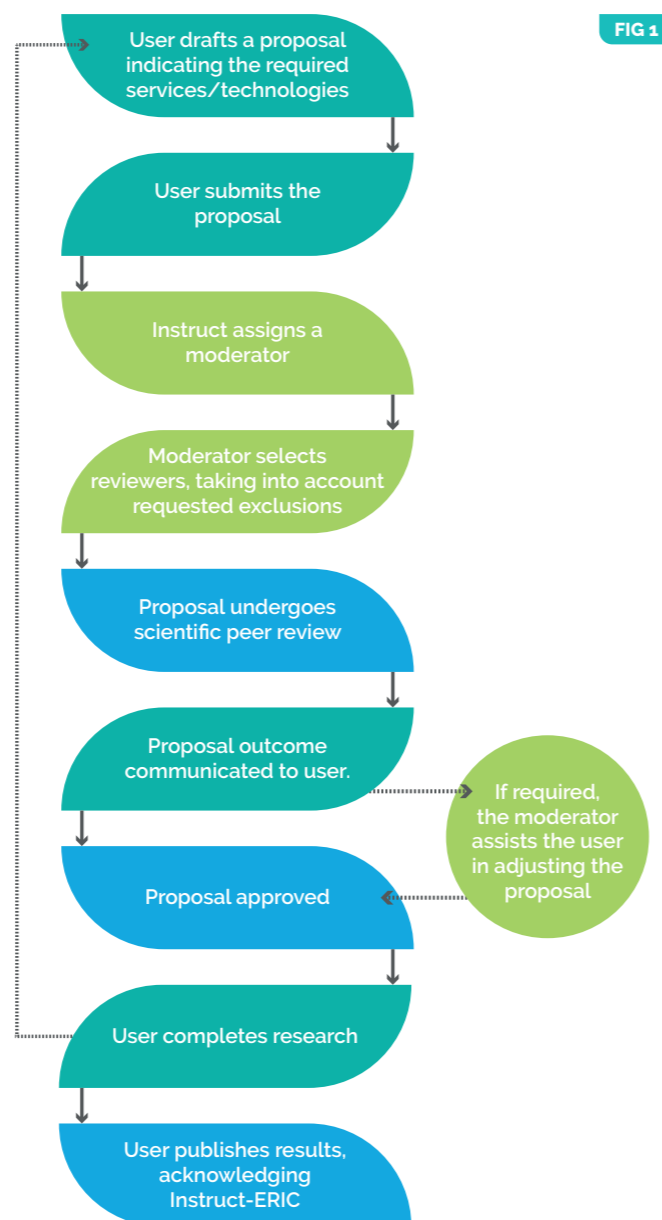 FIG 1
User drafts a proposal
indicating the required
services/technologies
User submits the
proposal
Instruct assigns a
moderator
Moderator selects
reviewers, taking into account
requested exclusions
Proposal undergoes
scientific peer review
Proposal outcome
communicated to user.
If required,
the moderator
assists the user
in adjusting the
proposal
Proposal approved
User completes research
User publishes results,
acknowledging
Instruct-ERIC